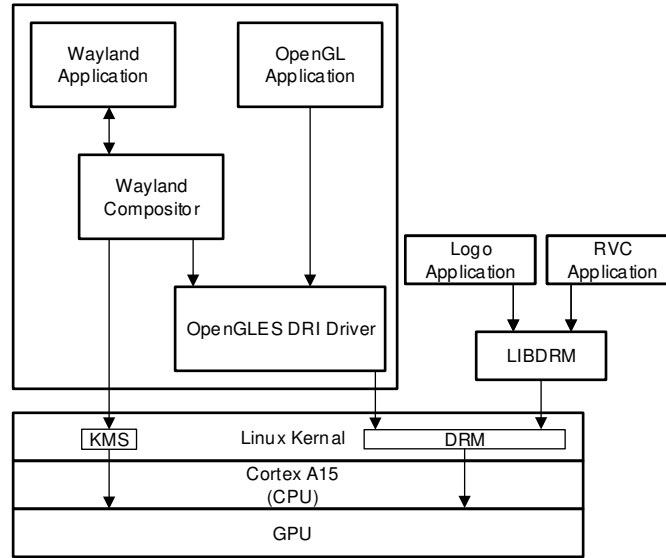 Wayland
Application
OpenGL
Application
Wayland
Compositor
Logo
Application
RVC
Application
OpenGLES DRI Driver
LIBDRM
KMS
Linux Kernal
DRM
Cortex A15
(CPU)
GPU